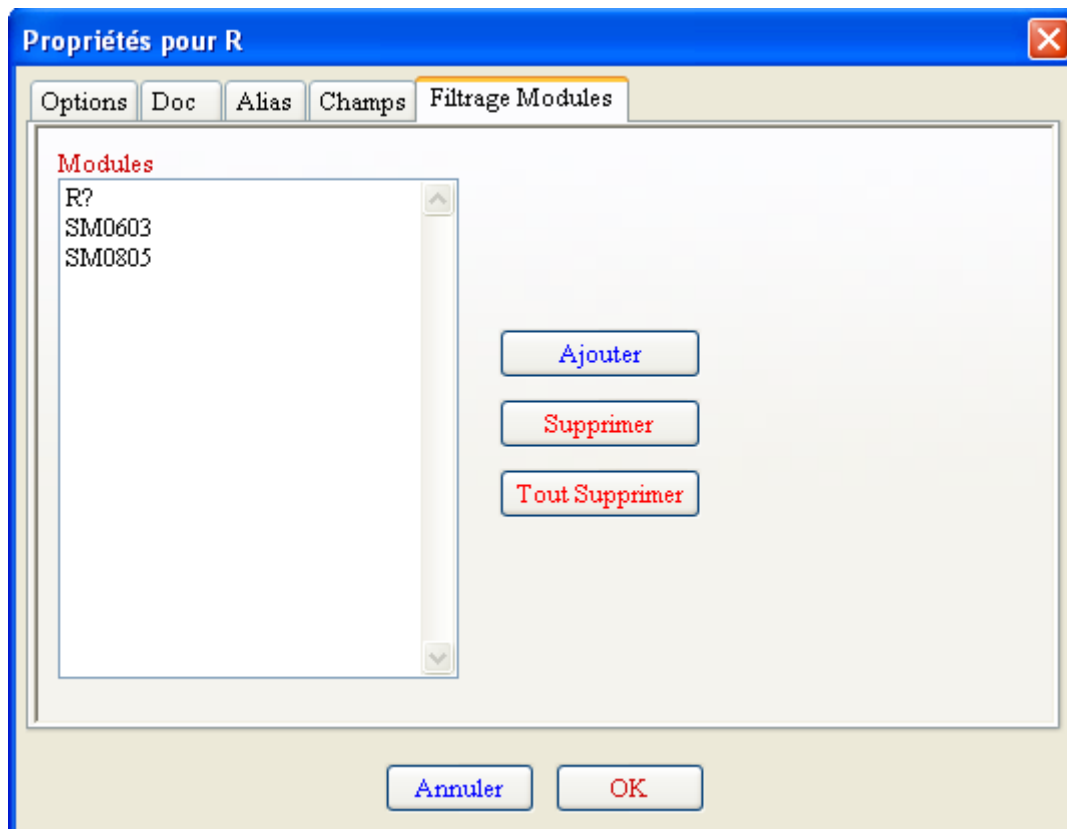 Propriétés pour R
Options Doc Alias Champs Filtrage Modules
Modules
R?
SM0603
SM0805
Ajouter
Supprimer
Tout Supprimer
Annuler OK